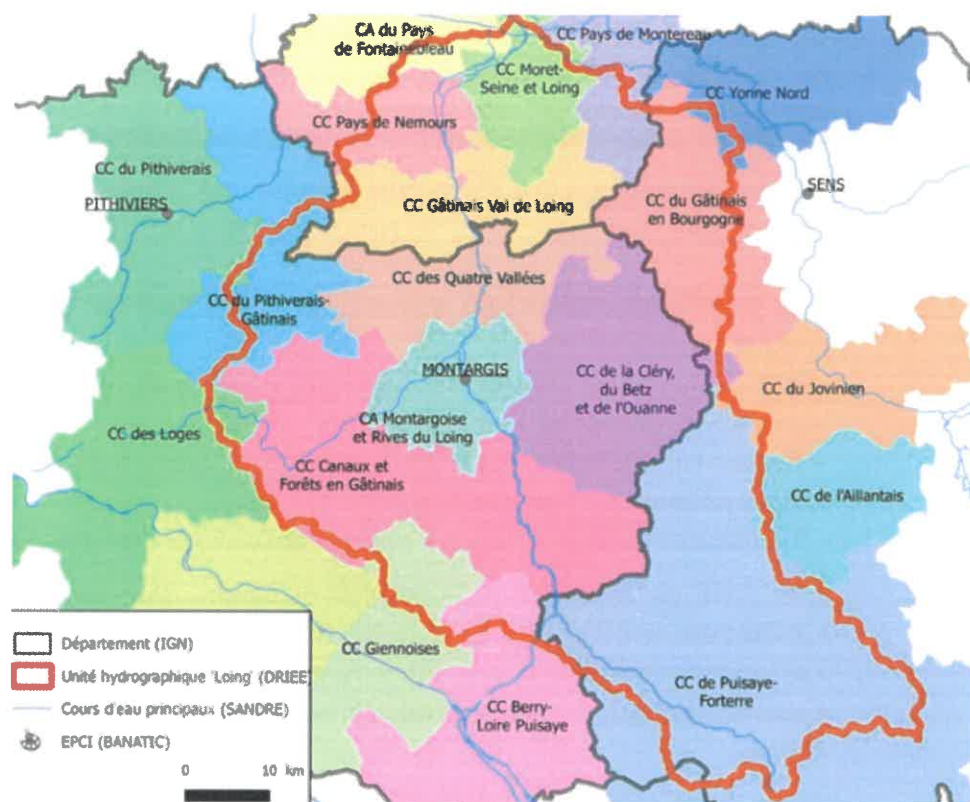 CA du Pays
de Fontainebleau
CC Pays de Montereau
CC Moret-
Seine et Loing
CC Yonne Nord
CC Pays de Nemours
CC du Pithiverais
PITHIVIERS
SENS
CC Gâtinais Val de Loing
CC du Gâtinais
en Bourgogne
CC des Quatre Vallées
CC du Pithiverais-
Gâtinais
MONTARGIS
CC de la Cléry,
du Betz
et de l'Ouanne
CC du Jovinien
CA Montargoise
et Rives du Loing
CC des Loges
CC Canaux et
Forêts en Gâtinais
CC de l'Aillantais
CC Giennoises
CC de Puisaye-
Forterre
CC Berry-
Loire Puisaye
Département (IGN)
Unité hydrographique 'Loing' (DRIEE)
Cours d'eau principaux (SANDRE)
EPCI (BANATIC)
0 10 km